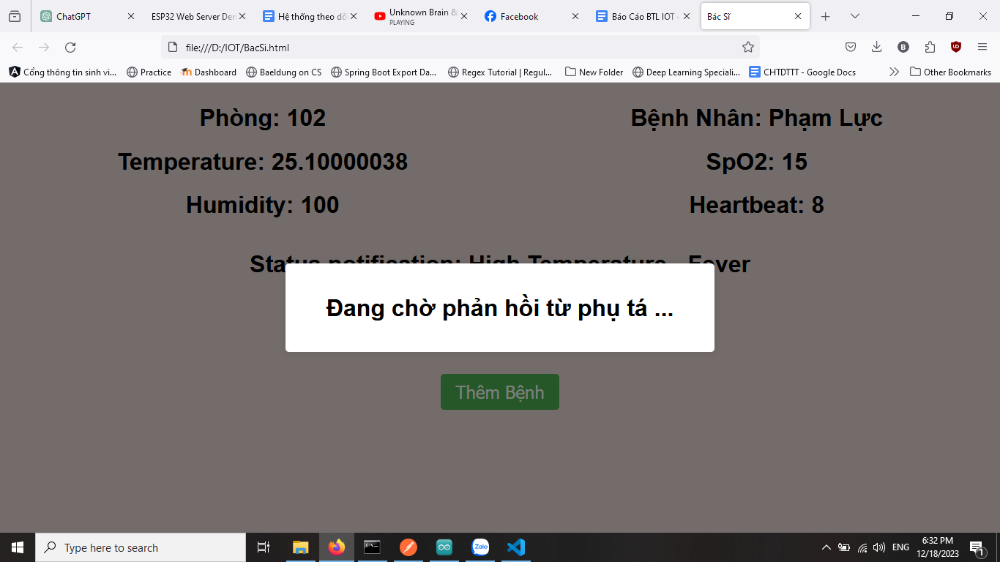 ChatGPT
ESP32 Web Server Der
Hệ thống theo dõ
Unknown Brain &
PLAYING
Facebook
Báo Cáo BTL IOT -
Bác Sĩ
file:///D:/IOT/BacSi.html
B
Cổng thông tin sinh vi...
Practice
Dashboard
Baeldung on CS
Spring Boot Export Da...
Regex Tutorial | Regul...
New Folder
Deep Learning Speciali...
CHTDTTT - Google Docs
Other Bookmarks
Phòng: 102
Bệnh Nhân: Phạm Lực
Temperature: 25.10000038
SpO2: 15
Humidity: 100
Heartbeat: 8
Status notification: High Temperature - Fever
Đang chờ phản hồi từ phụ tá ...
Thêm Bệnh
Type here to search
Zalo
ENG
6:32 PM
12/18/2023
1